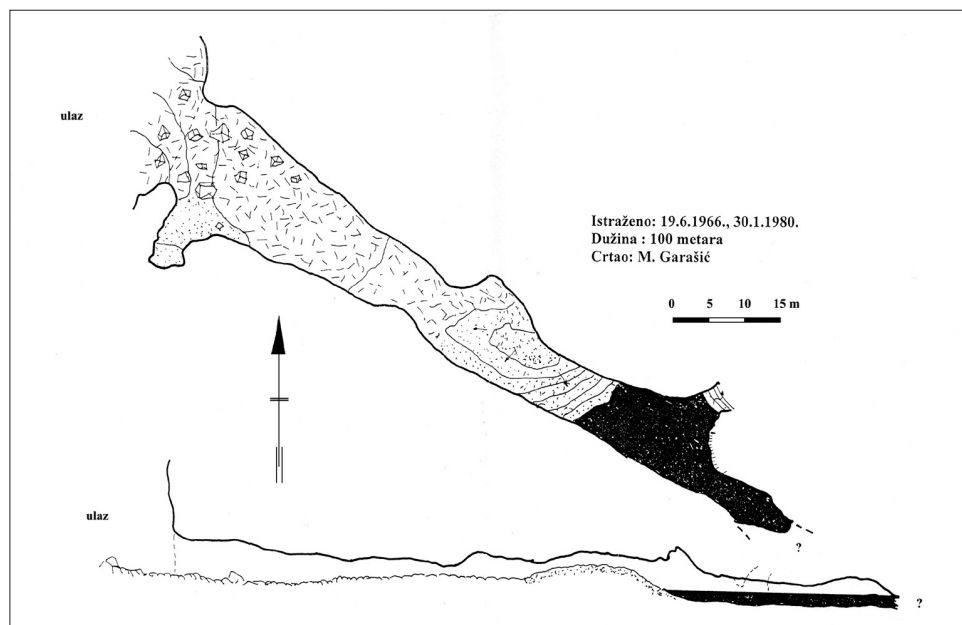 ulaz
Istraženo: 19.6.1966., 30.1.1980.
Dužina : 100 metara
Crtao: M. Garašić
0 5 10 15 m
?
ulaz
?